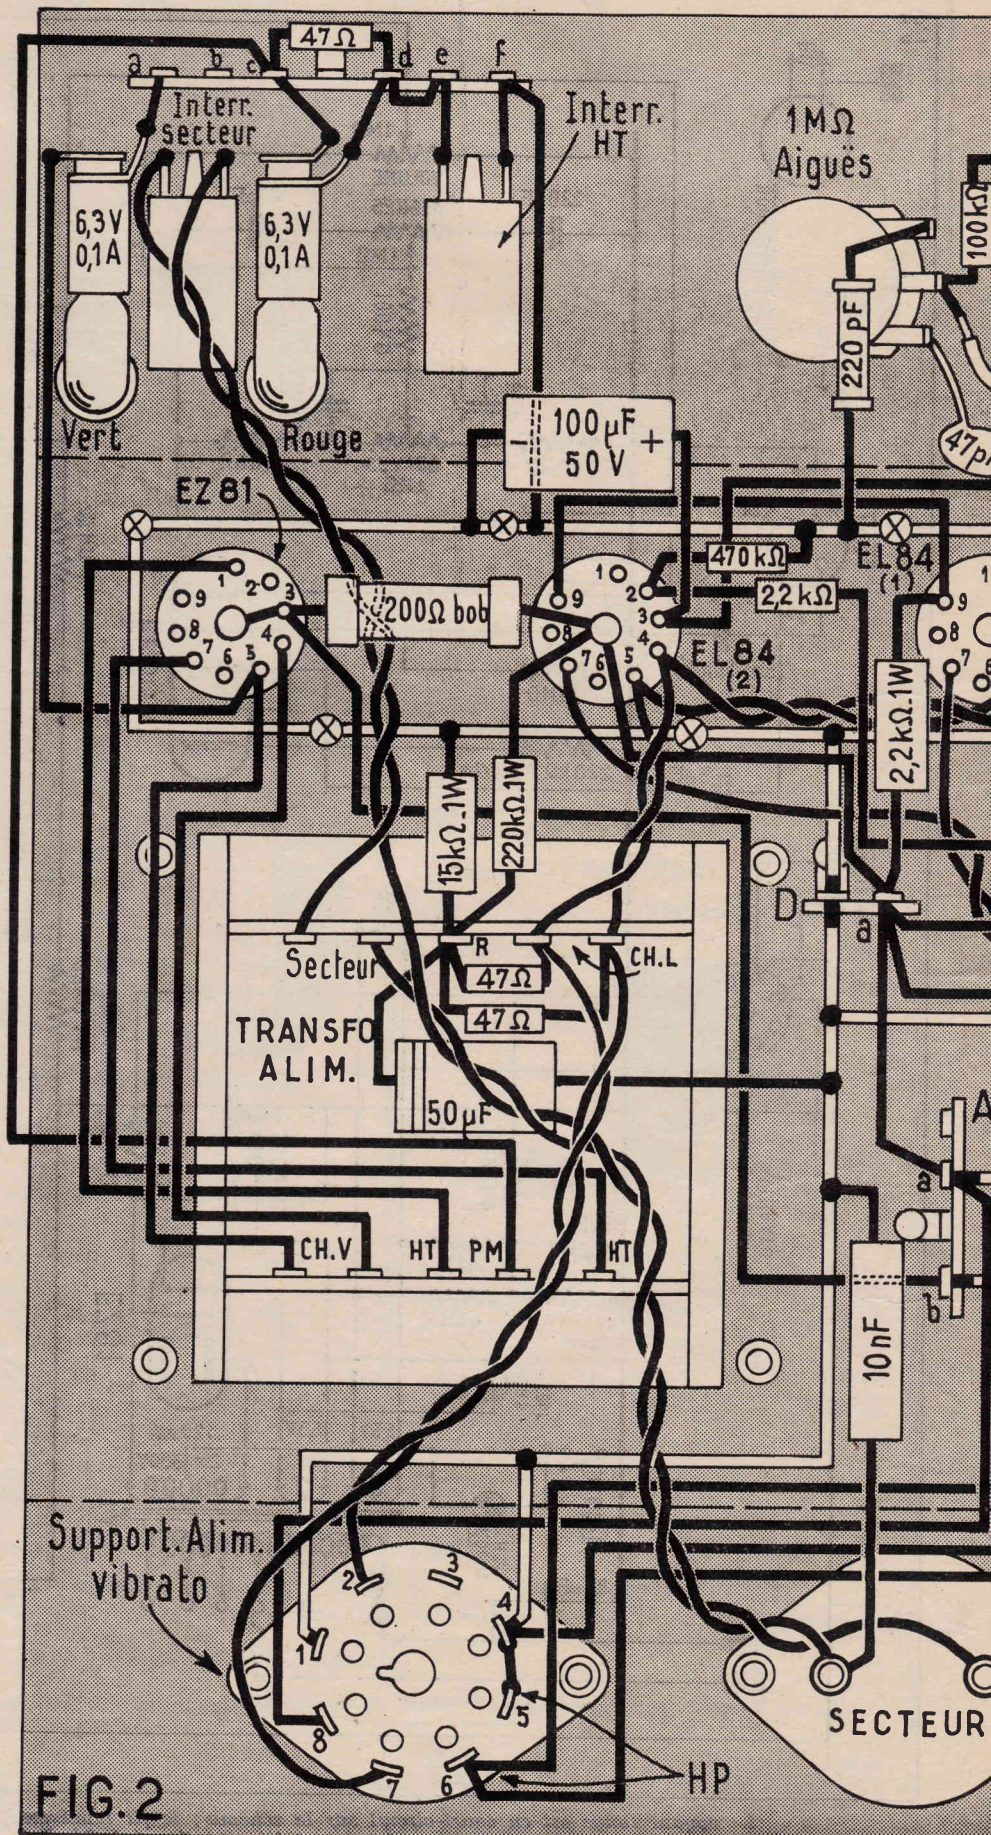 47Ω
a b c d e f
Interr.
secteur
Interr.
HT
1MΩ
Aiguës
100kΩ
6,3V
0,1A
6,3V
0,1A
220pF
47p
Vert
Rouge
- 100µF +
50V
EZ81
EL84
(1)
470kΩ
2,2kΩ
1 2 3 4 5 6 7 8 9
200Ω bob
1 2 3 4 5 6 7 8 9
EL84
(2)
1 9 8 7 6
2,2kΩ.1W
15kΩ.1W
220kΩ.1W
D
a
Secteur
R
CH.L
47Ω
47Ω
TRANSFO
ALIM.
50µF
A
a
b
CH.V
HT
PM
HT
10nF
Support.Alim.
vibrato
1 2 3 4 5 6 7 8
HP
SECTEUR
FIG.2